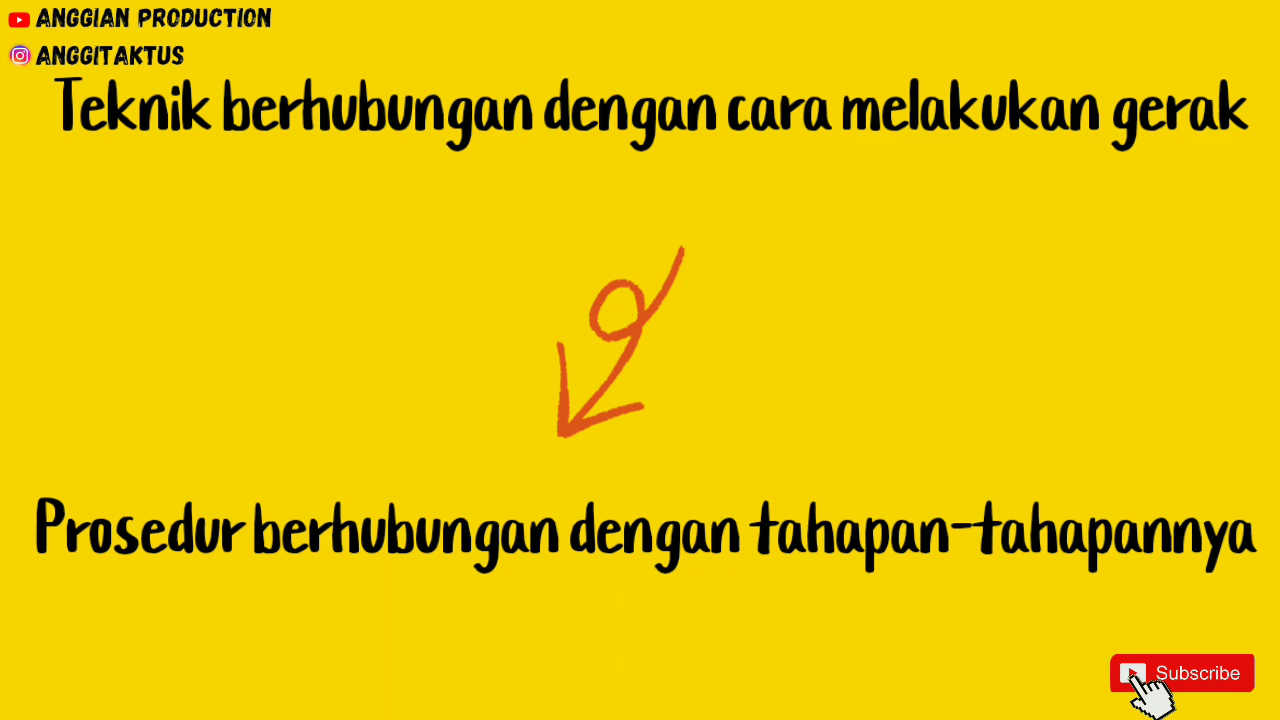 ANGGIAN PRODUCTION
ANGGITAKTUS
Teknik berhubungan dengan cara melakukan gerak
Prosedur berhubungan dengan tahapan-tahapannya
Subscribe